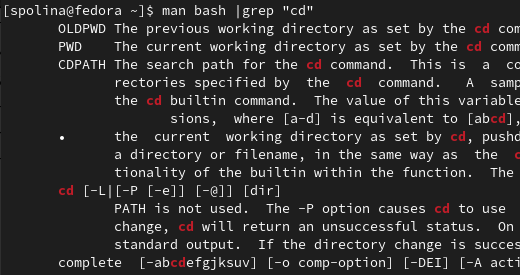 [spolina@fedora ~]$ man bash |grep "cd"
OLDPWD The previous working directory as set by the cd com
PWD    The current working directory as set by the cd comm
CDPATH The search path for the cd command.  This is  a  co
rectories specified by  the  cd  command.   A  samp
the cd builtin command.  The value of this variable
sions,  where [a-d] is equivalent to [abcd],
•      the  current  working directory as set by cd, pushd
a directory or filename, in the same way as  the  c
tionality of the builtin within the function.  The
cd [-L|[-P [-e]] [-@]] [dir]
PATH is not used.  The -P option causes cd to use
change, cd will return an unsuccessful status.  On
standard output.  If the directory change is succes
complete  [-abcdefgjksuv] [-o comp-option] [-DEI] [-A acti